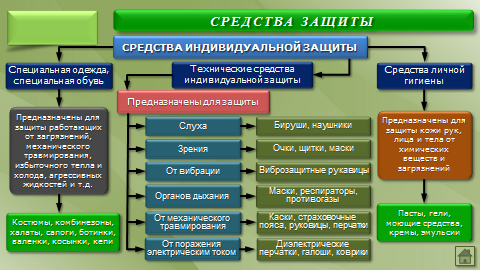 СРЕДСТВА ЗАЩИТЫ
СРЕДСТВА ИНДИВИДУАЛЬНОЙ ЗАЩИТЫ
Специальная одежда,
специальная обувь
Предназначены для
защиты работающих
от загрязнений,
механического
травмирования,
избыточного тепла и
холода, агрессивных
жидкостей и т.д.
Костюмы, комбинезоны,
халаты, сапоги, ботинки,
валенки, косынки, кепи
Технические средства
индивидуальной защиты
Предназначены для защиты
Слуха
Беруши, наушники
Зрения
Очки, щитки, маски
От вибрации
Виброзащитные рукавицы
Органов дыхания
Маски, респираторы,
противогазы
От механического
травмирования
Каски, страховочные
пояса, руковицы, перчатки
От поражения
электрическим током
Диэлектрические
перчатки, галоши, коврики
Средства личной
гигиены
Предназначены для
защиты кожи рук,
лица и тела от
химических
веществ и
загрязнений
Пасты, гели,
моющие средства,
кремы, эмульсии